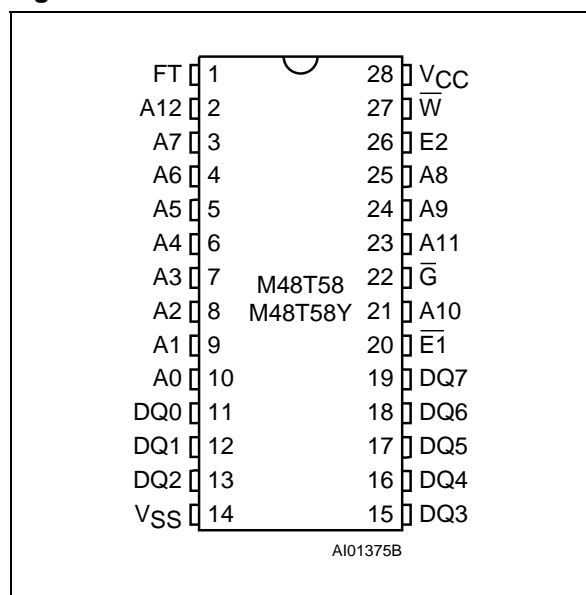 FT 1 28 VCC
A12 2 27 W̅
A7 3 26 E2
A6 4 25 A8
A5 5 24 A9
A4 6 23 A11
A3 7 22 G̅
A2 8 21 A10
A1 9 20 E̅1̅
A0 10 19 DQ7
DQ0 11 18 DQ6
DQ1 12 17 DQ5
DQ2 13 16 DQ4
VSS 14 15 DQ3
M48T58
M48T58Y
AI01375B